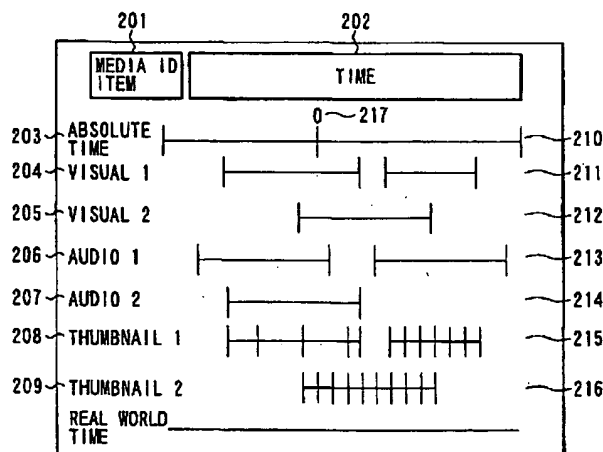 201 202
MEDIA ID
ITEM
TIME
0 217
203 ABSOLUTE
TIME 210
204 VISUAL 1 211
205 VISUAL 2 212
206 AUDIO 1 213
207 AUDIO 2 214
208 THUMBNAIL 1 215
209 THUMBNAIL 2 216
REAL WORLD
TIME